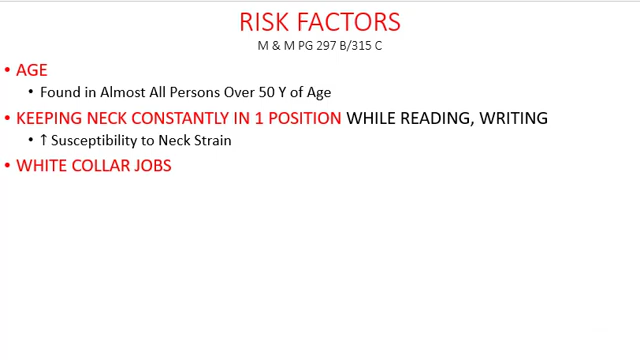 RISK FACTORS
M & M PG 297 B/315 C
• AGE
• Found in Almost All Persons Over 50 Y of Age
• KEEPING NECK CONSTANTLY IN 1 POSITION WHILE READING, WRITING
• ↑ Susceptibility to Neck Strain
• WHITE COLLAR JOBS